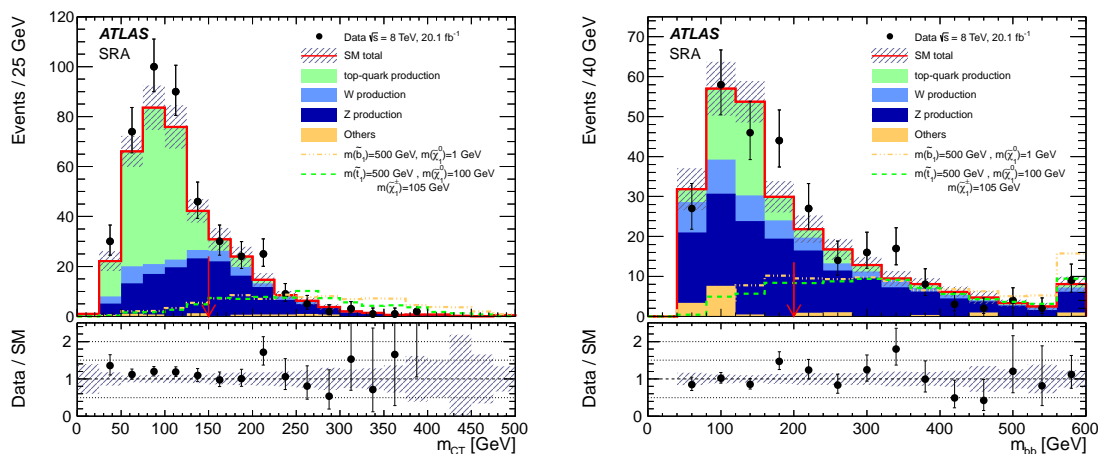 ATLAS
SRA
Data √s = 8 TeV, 20.1 fb⁻¹
SM total
top-quark production
W production
Z production
Others
m(b̃₁)=500 GeV, m(χ̃₁⁰)=1 GeV
m(t̃₁)=500 GeV , m(χ̃₁⁰)=100 GeV
m(χ̃₁±)=105 GeV
Events / 25 GeV
120
100
80
60
40
20
0
Data / SM
2
1
0
0 50 100 150 200 250 300 350 400 450 500
m_CT [GeV]
ATLAS
SRA
Data √s = 8 TeV, 20.1 fb⁻¹
SM total
top-quark production
W production
Z production
Others
m(b̃₁)=500 GeV , m(χ̃₁⁰)=1 GeV
m(t̃₁)=500 GeV , m(χ̃₁⁰)=100 GeV
m(χ̃₁±)=105 GeV
Events / 40 GeV
70
60
50
40
30
20
10
Data / SM
2
1
0
0 100 200 300 400 500 600
m_bb [GeV]